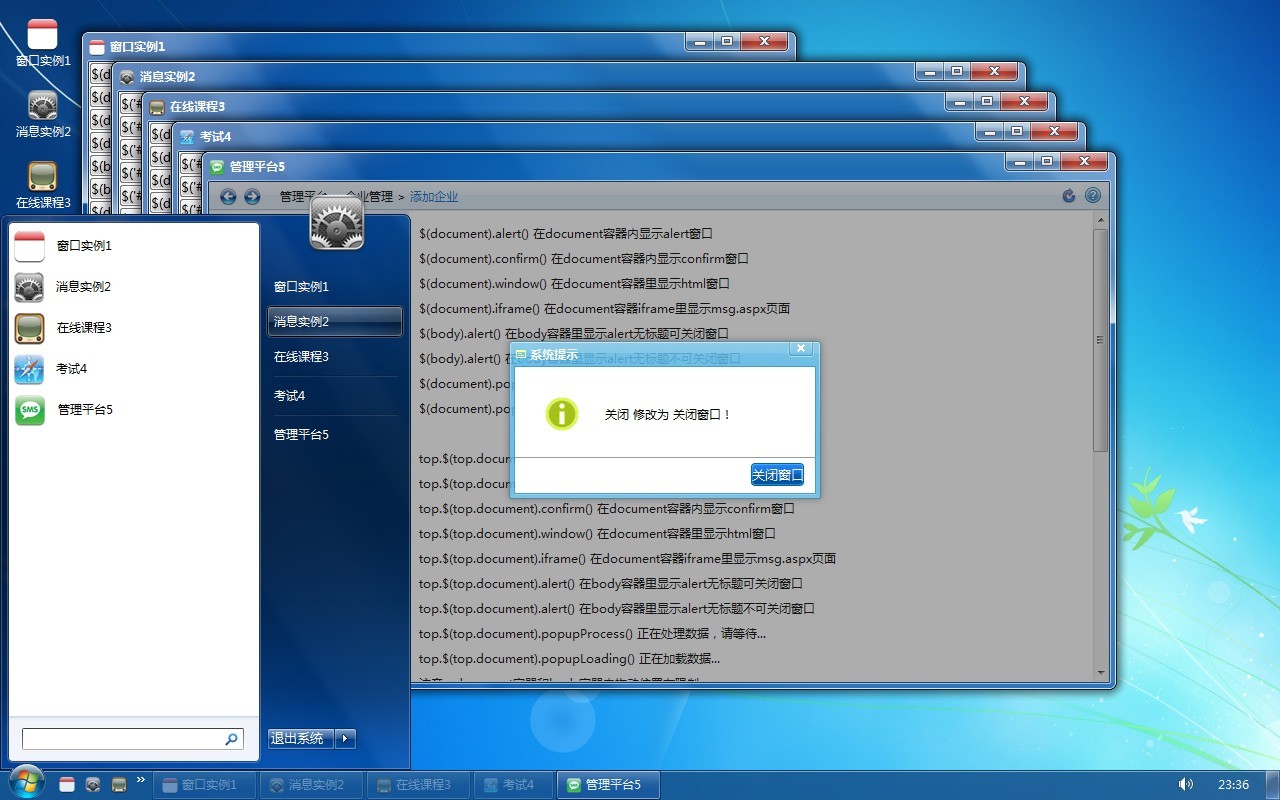 窗口实例1
消息实例2
在线课程3
窗口实例1
消息实例2
在线课程3
考试4
管理平台5
$(d
$(d
$(d
$(d
$(b
$(b
$(d
$('#
$('#
$('#
$('#
$('#
$(d
$(d
$(d
$(d
$('#
$('#
$('#
企业管理 > 添加企业
$(document).alert() 在document容器内显示alert窗口
$(document).confirm() 在document容器内显示confirm窗口
$(document).window() 在document容器里显示html窗口
$(document).iframe() 在document容器iframe里显示msg.aspx页面
$(body).alert() 在body容器里显示alert无标题可关闭窗口
$(body).alert() 在body容器里显示alert无标题不可关闭窗口
$(document).po
$(document).po
top.$(top.docum
top.$(top.docum
top.$(top.document).confirm() 在document容器内显示confirm窗口
top.$(top.document).window() 在document容器里显示html窗口
top.$(top.document).iframe() 在document容器iframe里显示msg.aspx页面
top.$(top.document).alert() 在body容器里显示alert无标题可关闭窗口
top.$(top.document).alert() 在body容器里显示alert无标题不可关闭窗口
top.$(top.document).popupProcess() 正在处理数据，请等待...
top.$(top.document).popupLoading() 正在加载数据...
系统提示
关闭 修改为 关闭窗口！
关闭窗口
窗口实例1
消息实例2
在线课程3
考试4
SMS
管理平台5
窗口实例1
消息实例2
在线课程3
考试4
管理平台5
退出系统
窗口实例1
消息实例2
在线课程3
考试4
管理平台5
23:36